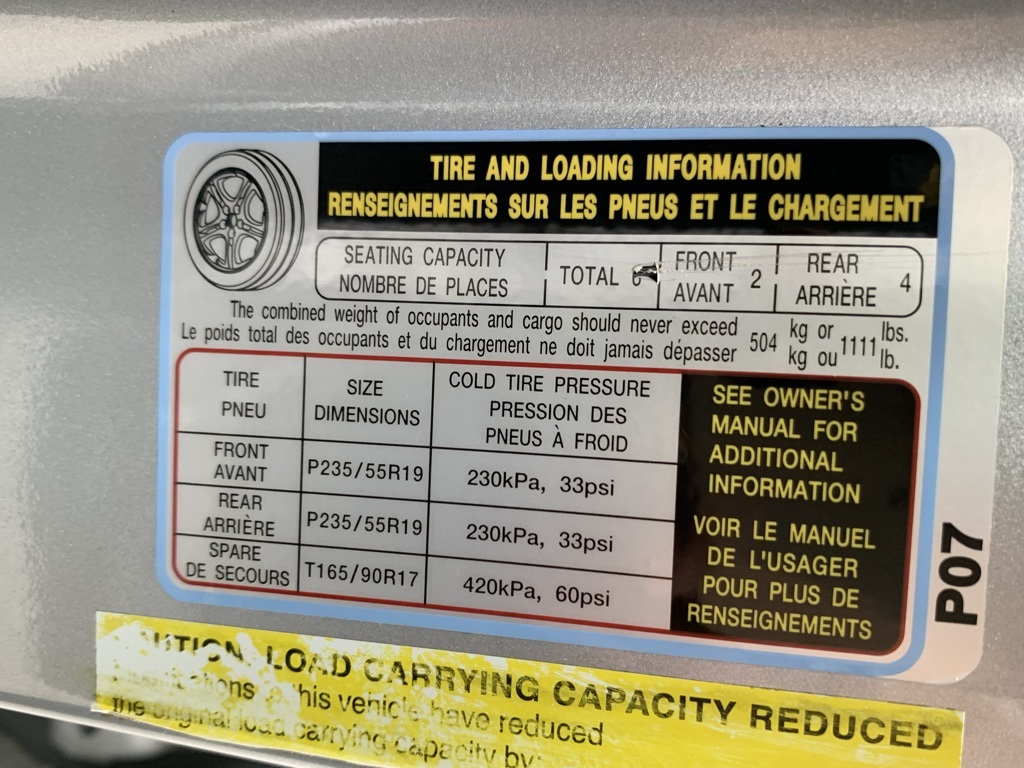 TIRE AND LOADING INFORMATION
RENSEIGNEMENTS SUR LES PNEUS ET LE CHARGEMENT
SEATING CAPACITY
NOMBRE DE PLACES
TOTAL 6
FRONT
AVANT
2
REAR
ARRIÈRE
4
The combined weight of occupants and cargo should never exceed
Le poids total des occupants et du chargement ne doit jamais dépasser
504
kg or
kg ou
1111
lbs.
lb.
TIRE
PNEU
SIZE
DIMENSIONS
COLD TIRE PRESSURE
PRESSION DES
PNEUS À FROID
FRONT
AVANT
P235/55R19
230kPa, 33psi
REAR
ARRIÈRE
P235/55R19
230kPa, 33psi
SPARE
DE SECOURS
T165/90R17
420kPa, 60psi
SEE OWNER'S
MANUAL FOR
ADDITIONAL
INFORMATION
VOIR LE MANUEL
DE L'USAGER
POUR PLUS DE
RENSEIGNEMENTS
P07
CAUTION, LOAD CARRYING CAPACITY REDUCED
this vehicle have reduced
the original load carrying capacity by: